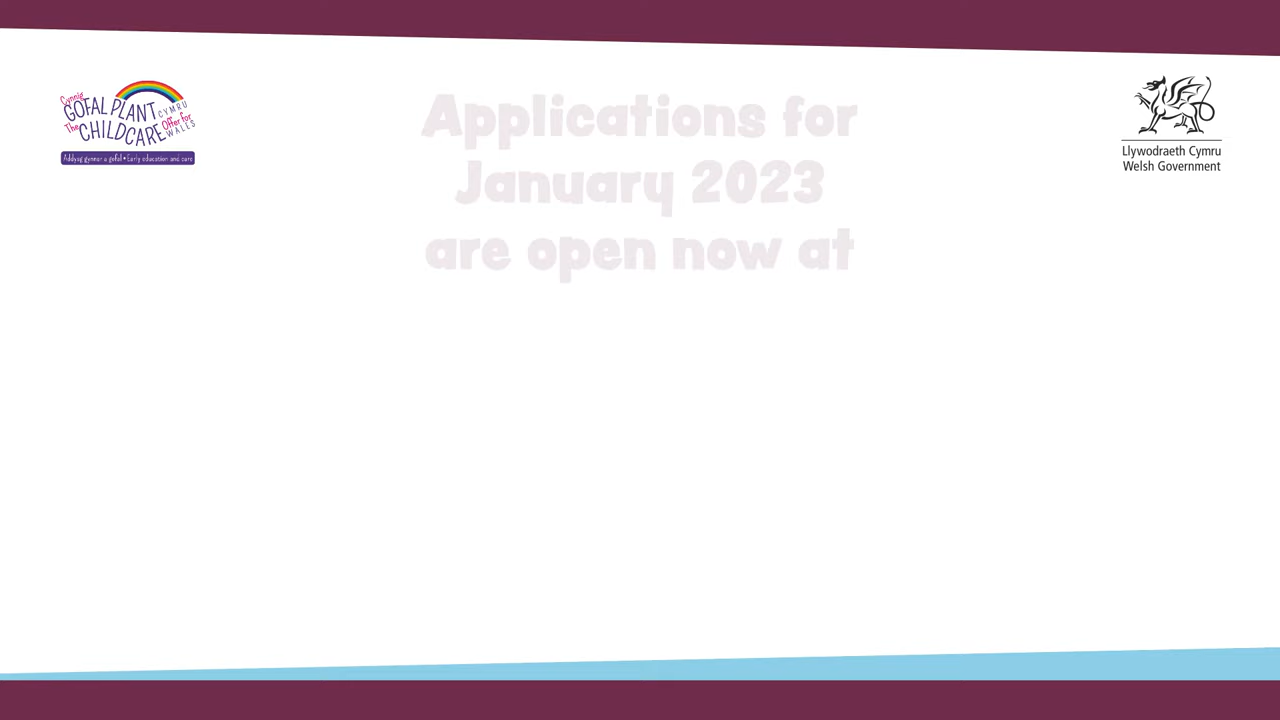 Cynnig
GOFAL PLANT
CYMRU
The
CHILDCARE
Offer for
WALES
Addysg gynnar a gofal • Early education and care
Applications for
January 2023
are open now at
Llywodraeth Cymru
Welsh Government